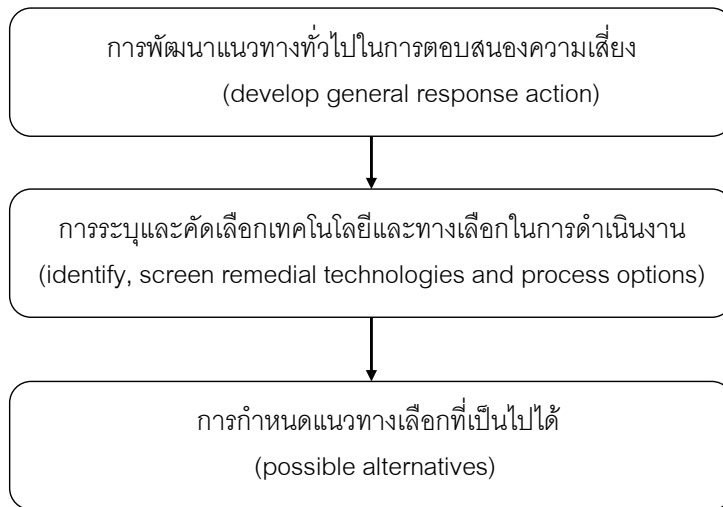 การพัฒนาแนวทางทั่วไปในการตอบสนองความเสี่ยง
(develop general response action)
การระบุและคัดเลือกเทคโนโลยีและทางเลือกในการดำเนินงาน
(identify, screen remedial technologies and process options)
การกำหนดแนวทางเลือกที่เป็นไปได้
(possible alternatives)